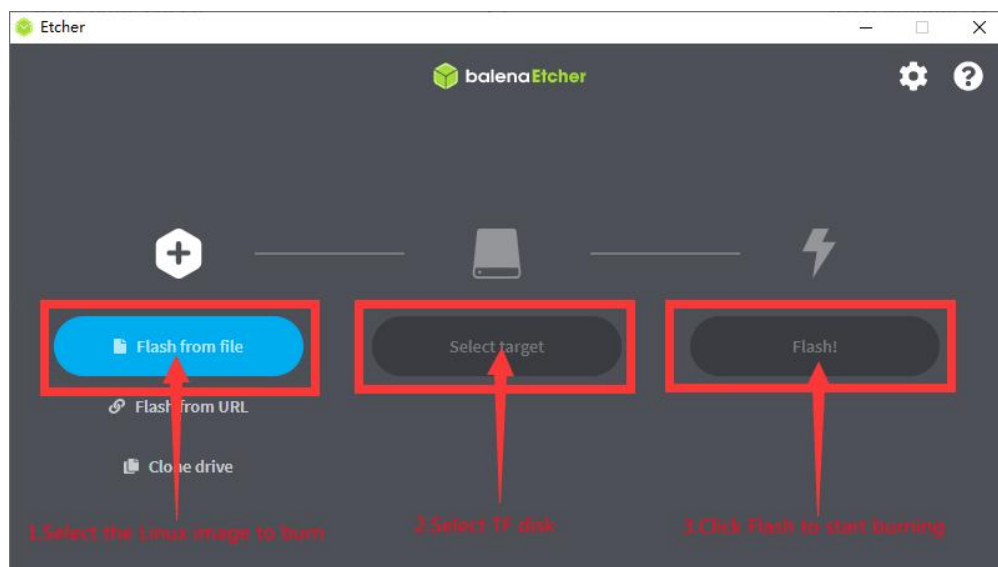 Etcher
balenaEtcher
Flash from file
Select target
Flash!
Flash from URL
Clone drive
1.Select the Linux image to burn
2.Select TF disk
3.Click Flash to start burning